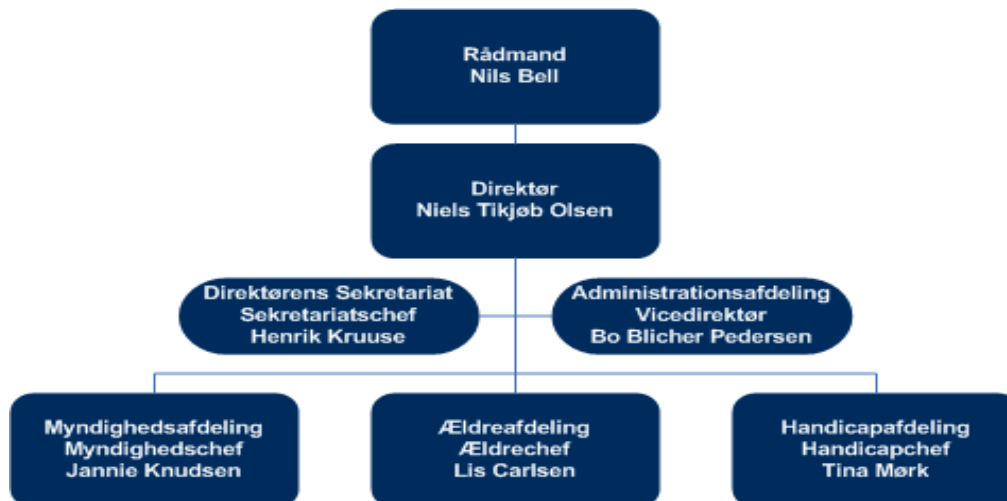 Rådmand
Nils Bell
Direktør
Niels Tikjøb Olsen
Direktørens Sekretariat
Sekretariatschef
Henrik Kruuse
Administrationsafdeling
Vicedirektør
Bo Blicher Pedersen
Myndighedsafdeling
Myndighedschef
Jannie Knudsen
Ældreafdeling
Ældrechef
Lis Carlsen
Handicapafdeling
Handicapchef
Tina Mørk